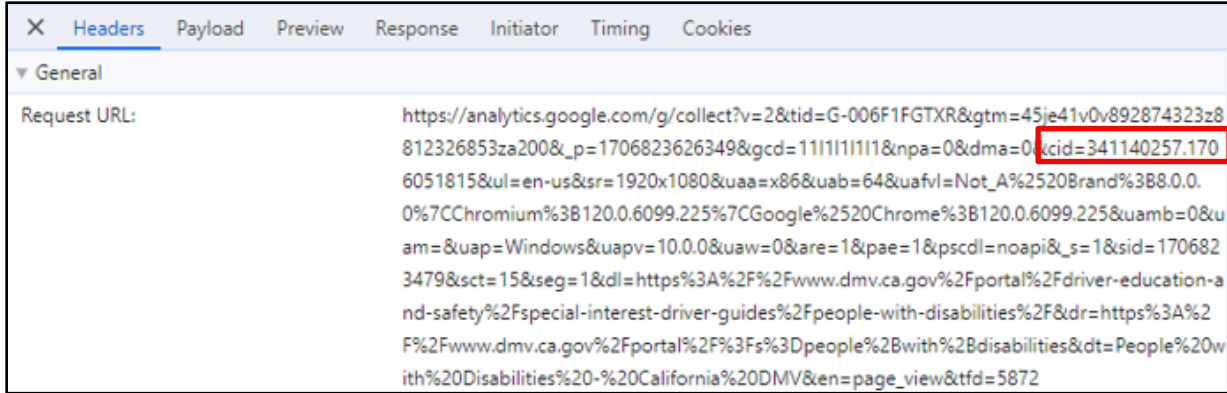 Headers Payload Preview Response Initiator Timing Cookies
General
Request URL:
https://analytics.google.com/g/collect?v=2&tid=G-006F1FGTXR&gtm=45je41v0v892874323z8
812326853za200&_p=1706823626349&gcd=11l1l1l1l1&npa=0&dma=0&cid=341140257.170
6051815&ul=en-us&sr=1920x1080&uaa=x86&uab=64&uafvl=Not_A%2520Brand%3B8.0.0.
0%7CChromium%3B120.0.6099.225%7CGoogle%2520Chrome%3B120.0.6099.225&uamb=0&u
am=&uap=Windows&uapv=10.0.0&uaw=0&are=1&pae=1&pscdl=noapi&_s=1&sid=170682
3479&sct=15&seg=1&dl=https%3A%2F%2Fwww.dmv.ca.gov%2Fportal%2Fdriver-education-a
nd-safety%2Fspecial-interest-driver-guides%2Fpeople-with-disabilities%2F&dr=https%3A%2
F%2Fwww.dmv.ca.gov%2Fportal%2F%3Fs%3Dpeople%2Bwith%2Bdisabilities&dt=People%20w
ith%20Disabilities%20-%20California%20DMV&en=page_view&tfd=5872